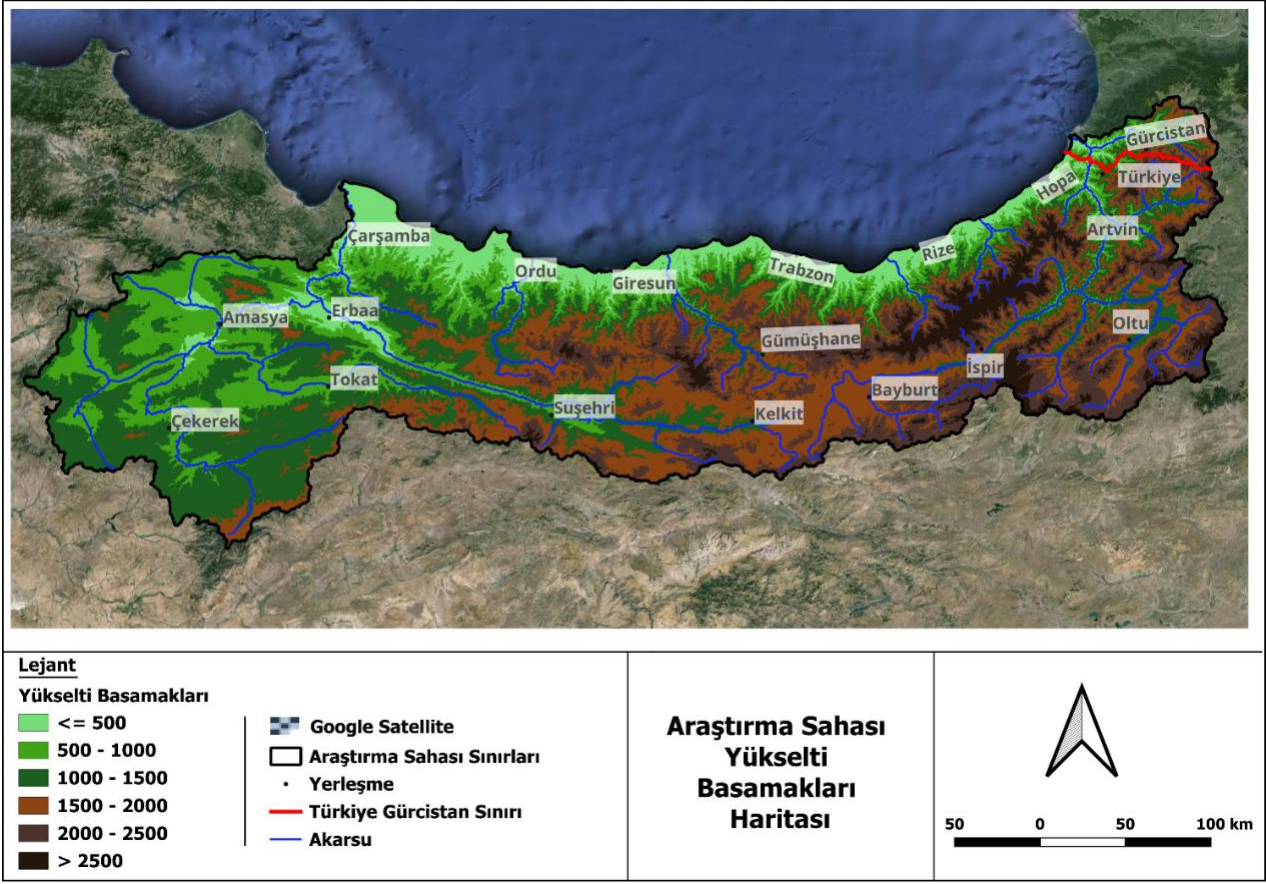 Gürcistan
Türkiye
Hopa
Artvin
Çarşamba
Rize
Ordu
Trabzon
Giresun
Amasya
Erbaa
Oltu
Gümüşhane
İspir
Tokat
Bayburt
Suşehri
Kelkit
Çekerek
Lejant
Yükselti Basamakları
<= 500
500 - 1000
1000 - 1500
1500 - 2000
2000 - 2500
> 2500
Google Satellite
Araştırma Sahası Sınırları
Yerleşme
Türkiye Gürcistan Sınırı
Akarsu
Araştırma Sahası
Yükselti
Basamakları
Haritası
50 0 50 100 km